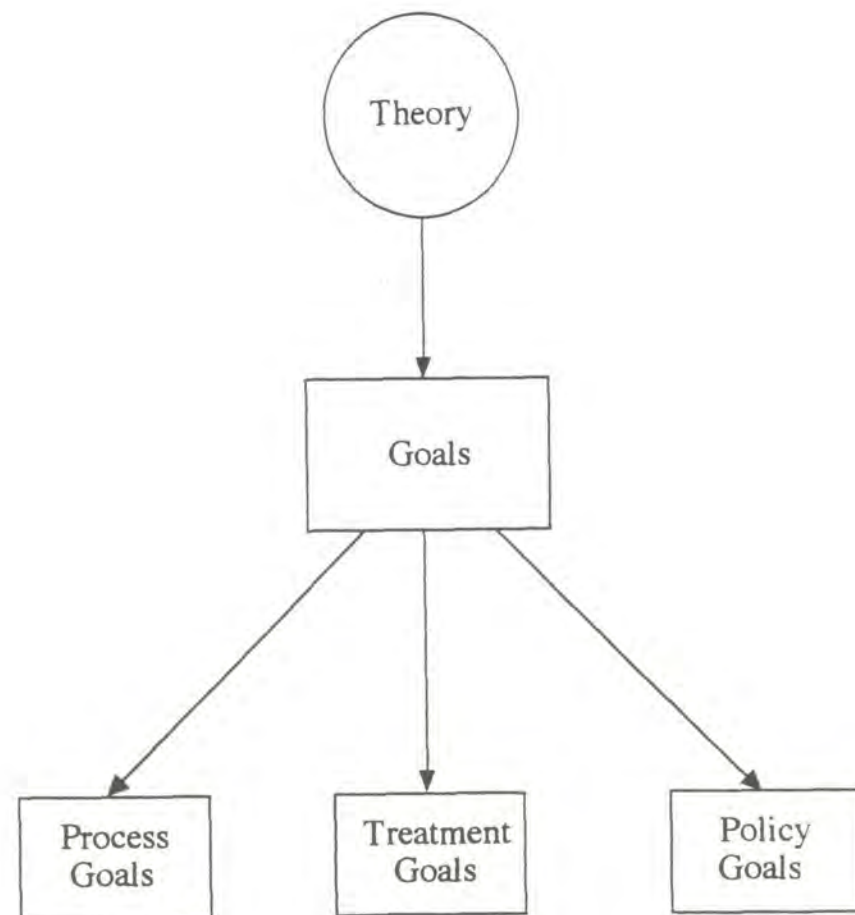 Theory
Goals
Process
Goals
Treatment
Goals
Policy
Goals